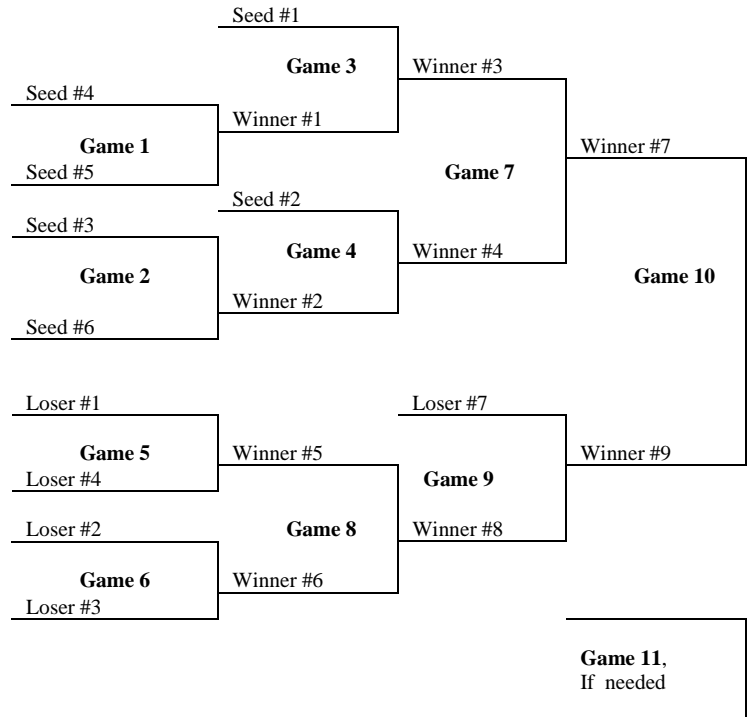 Seed #1
Game 3
Winner #3
Seed #4
Winner #1
Winner #7
Game 1
Game 7
Seed #5
Seed #2
Seed #3
Game 4
Winner #4
Game 2
Game 10
Winner #2
Seed #6
Loser #1
Loser #7
Game 5
Winner #5
Winner #9
Loser #4
Game 9
Loser #2
Game 8
Winner #8
Game 6
Winner #6
Loser #3
Game 11,
If needed